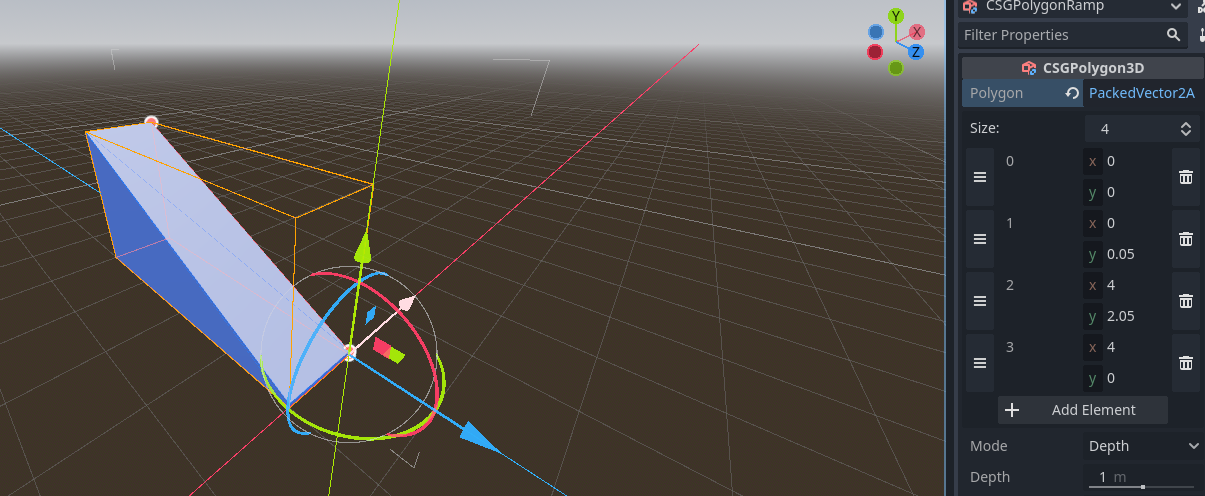 CSGPolygonRamp
Filter Properties
CSGPolygon3D
Polygon PackedVector2A
Size: 4
0 x 0
y 0
1 x 0
y 0.05
2 x 4
y 2.05
3 x 4
y 0
+ Add Element
Mode Depth
Depth 1 m
Y
X
Z